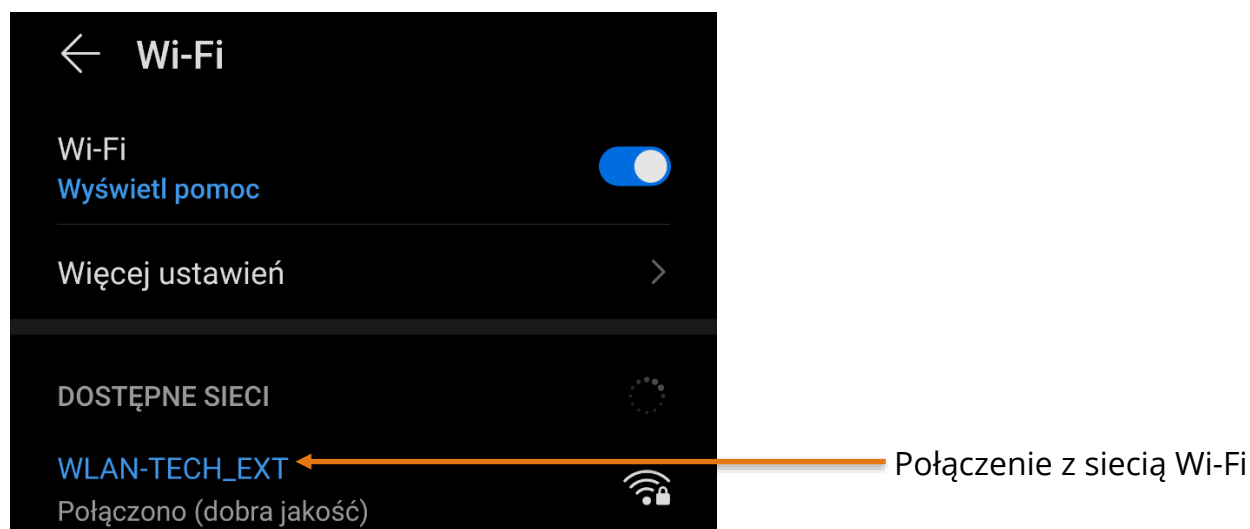 Wi-Fi
Wi-Fi
Wyświetl pomoc
Więcej ustawień
DOSTĘPNE SIECI
WLAN-TECH_EXT
Połączenie z siecią Wi-Fi
Połączono (dobra jakość)